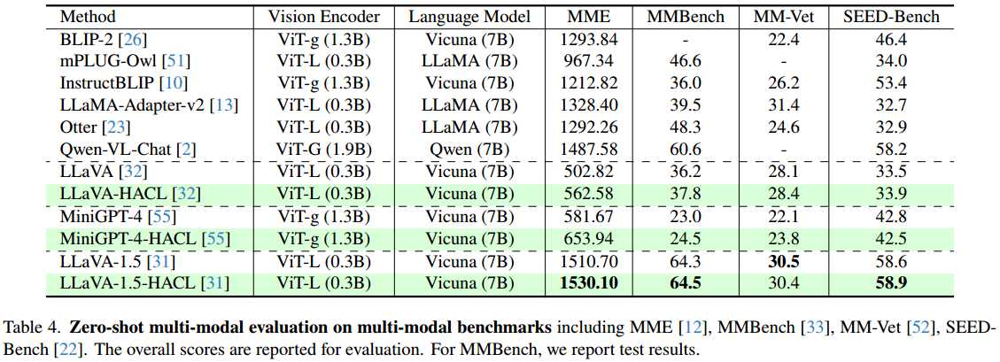 Method Vision Encoder Language Model MME MMBench MM-Vet SEED-Bench
BLIP-2 [26] ViT-g (1.3B) Vicuna (7B) 1293.84 - 22.4 46.4
mPLUG-Owl [51] ViT-L (0.3B) LLaMA (7B) 967.34 46.6 - 34.0
InstructBLIP [10] ViT-g (1.3B) Vicuna (7B) 1212.82 36.0 26.2 53.4
LLaMA-Adapter-v2 [13] ViT-L (0.3B) LLaMA (7B) 1328.40 39.5 31.4 32.7
Otter [23] ViT-L (0.3B) LLaMA (7B) 1292.26 48.3 24.6 32.9
Qwen-VL-Chat [2] ViT-G (1.9B) Qwen (7B) 1487.58 60.6 - 58.2
LLaVA [32] ViT-L (0.3B) Vicuna (7B) 502.82 36.2 28.1 33.5
LLaVA-HACL [32] ViT-L (0.3B) Vicuna (7B) 562.58 37.8 28.4 33.9
MiniGPT-4 [55] ViT-g (1.3B) Vicuna (7B) 581.67 23.0 22.1 42.8
MiniGPT-4-HACL [55] ViT-g (1.3B) Vicuna (7B) 653.94 24.5 23.8 42.5
LLaVA-1.5 [31] ViT-L (0.3B) Vicuna (7B) 1510.70 64.3 30.5 58.6
LLaVA-1.5-HACL [31] ViT-L (0.3B) Vicuna (7B) 1530.10 64.5 30.4 58.9
Table 4. Zero-shot multi-modal evaluation on multi-modal benchmarks including MME [12], MMBench [33], MM-Vet [52], SEED-
Bench [22]. The overall scores are reported for evaluation. For MMBench, we report test results.